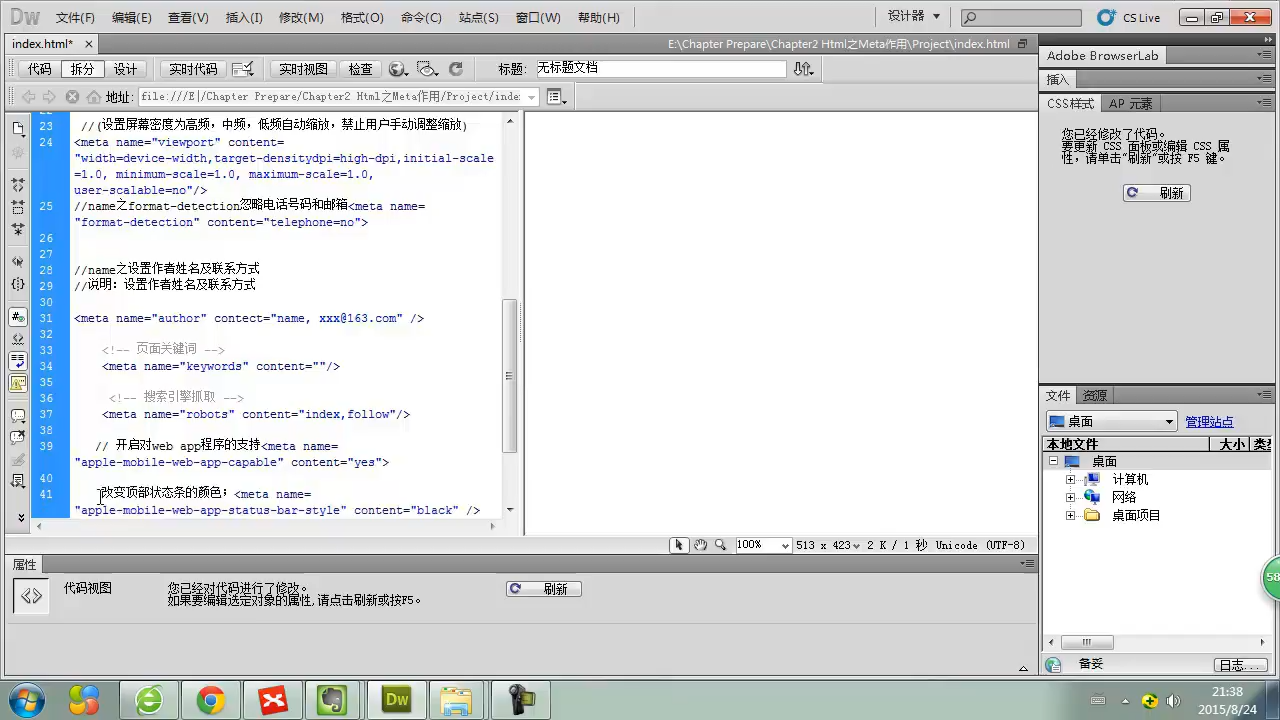 Dw 文件(F) 编辑(E) 查看(V) 插入(I) 修改(M) 格式(O) 命令(C) 站点(S) 窗口(W) 帮助(H) 设计器 CS Live
index.html* E:\Chapter Prepare\Chapter2 Html之Meta作用\Project\index.html
代码 拆分 设计 实时代码 实时视图 检查 标题: 无标题文档
地址: file:///E|/Chapter Prepare/Chapter2 Html之Meta作用/Project/inde
23 //(设置屏幕密度为高频，中频，低频自动缩放，禁止用户手动调整缩放)
24 <meta name="viewport" content=
"width=device-width,target-densitydpi=high-dpi,initial-scale
=1.0, minimum-scale=1.0, maximum-scale=1.0,
user-scalable=no"/>
25 //name之format-detection忽略电话号码和邮箱<meta name=
"format-detection" content="telephone=no">
26
27
28 //name之设置作者姓名及联系方式
29 //说明：设置作者姓名及联系方式
30
31 <meta name="author" contect="name, xxx@163.com" />
32
33 <!-- 页面关键词 -->
34 <meta name="keywords" content=""/>
35
36 <!-- 搜索引擎抓取 -->
37 <meta name="robots" content="index,follow"/>
38
39 // 开启对web app程序的支持<meta name=
"apple-mobile-web-app-capable" content="yes">
40
41 改变顶部状态条的颜色；<meta name=
"apple-mobile-web-app-status-bar-style" content="black" />
100% 513 x 423 2 K / 1 秒 Unicode (UTF-8)
属性
代码视图 您已经对代码进行了修改。
如果要编辑选定对象的属性,请点击刷新或按F5。
刷新
Adobe BrowserLab
插入
CSS样式 AP 元素
您已经修改了代码。
要更新 CSS 面板或编辑 CSS 属
性，请单击“刷新”或按 F5 键。
刷新
文件 资源
桌面 管理站点
本地文件 大小 类
桌面
计算机
网络
桌面项目
58
备妥 日志...
Dw
21:38
2015/8/24